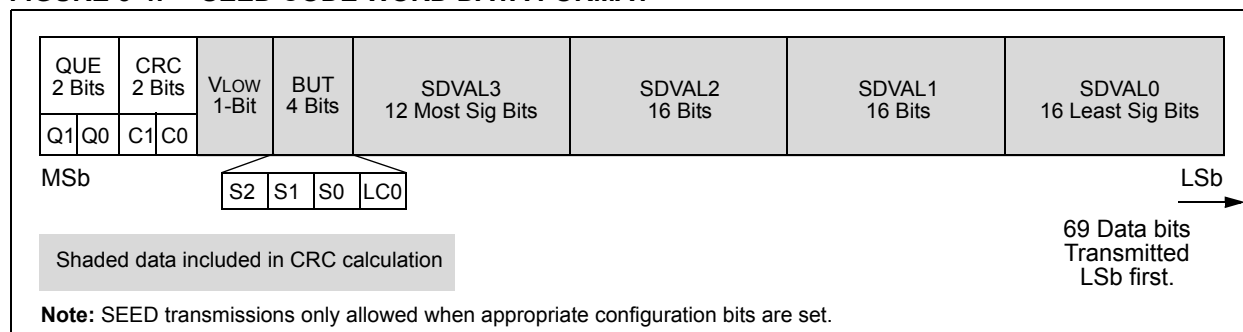 QUE
2 Bits
CRC
2 Bits
VLOW
1-Bit
BUT
4 Bits
SDVAL3
12 Most Sig Bits
SDVAL2
16 Bits
SDVAL1
16 Bits
SDVAL0
16 Least Sig Bits
Q1 Q0 C1 C0
MSb
LSb
S2 S1 S0 LC0
69 Data bits
Transmitted
LSb first.
Shaded data included in CRC calculation
Note: SEED transmissions only allowed when appropriate configuration bits are set.